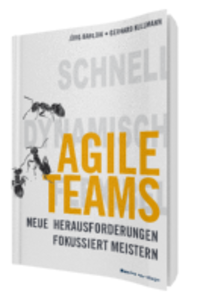 SCHNELL
DYNAMISCH
AGILE
TEAMS
NEUE HERAUSFORDERUNGEN
FOKUSSIERT MEISTERN